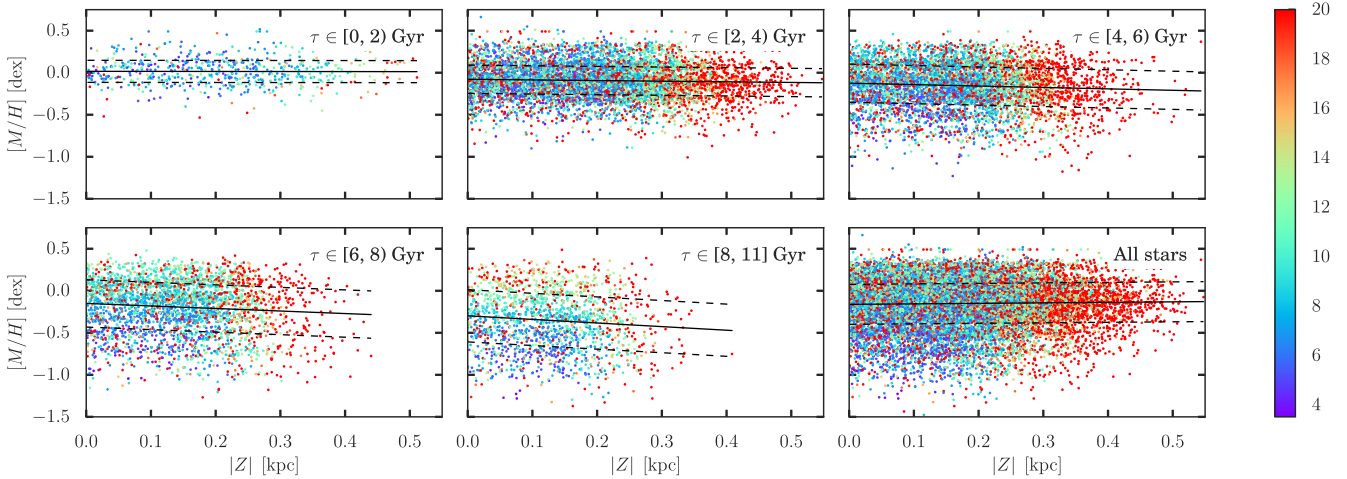 0.5
0.0
−0.5
−1.0
−1.5
[M/H] [dex]
τ ∈ [0, 2) Gyr
τ ∈ [2, 4) Gyr
τ ∈ [4, 6) Gyr
0.5
0.0
−0.5
−1.0
−1.5
[M/H] [dex]
τ ∈ [6, 8) Gyr
τ ∈ [8, 11] Gyr
All stars
0.0 0.1 0.2 0.3 0.4 0.5
|Z| [kpc]
0.0 0.1 0.2 0.3 0.4 0.5
|Z| [kpc]
0.0 0.1 0.2 0.3 0.4 0.5
|Z| [kpc]
20
18
16
14
12
10
8
6
4